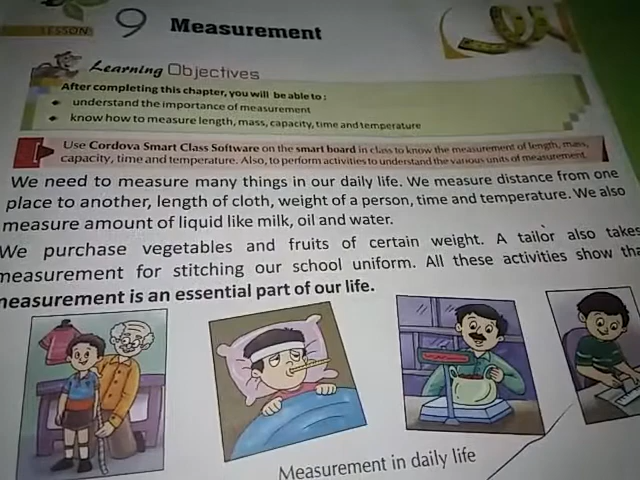 LESSON 9 Measurement
Learning Objectives
After completing this chapter, you will be able to :
understand the importance of measurement
know how to measure length, mass, capacity, time and temperature
Use Cordova Smart Class Software on the smart board in class to know the measurement of length, mass,
capacity, time and temperature. Also, to perform activities to understand the various units of measurement.
We need to measure many things in our daily life. We measure distance from one
place to another, length of cloth, weight of a person, time and temperature. We also
measure amount of liquid like milk, oil and water.
We purchase vegetables and fruits of certain weight. A tailor also takes
measurement for stitching our school uniform. All these activities show tha
measurement is an essential part of our life.
Measurement in daily life